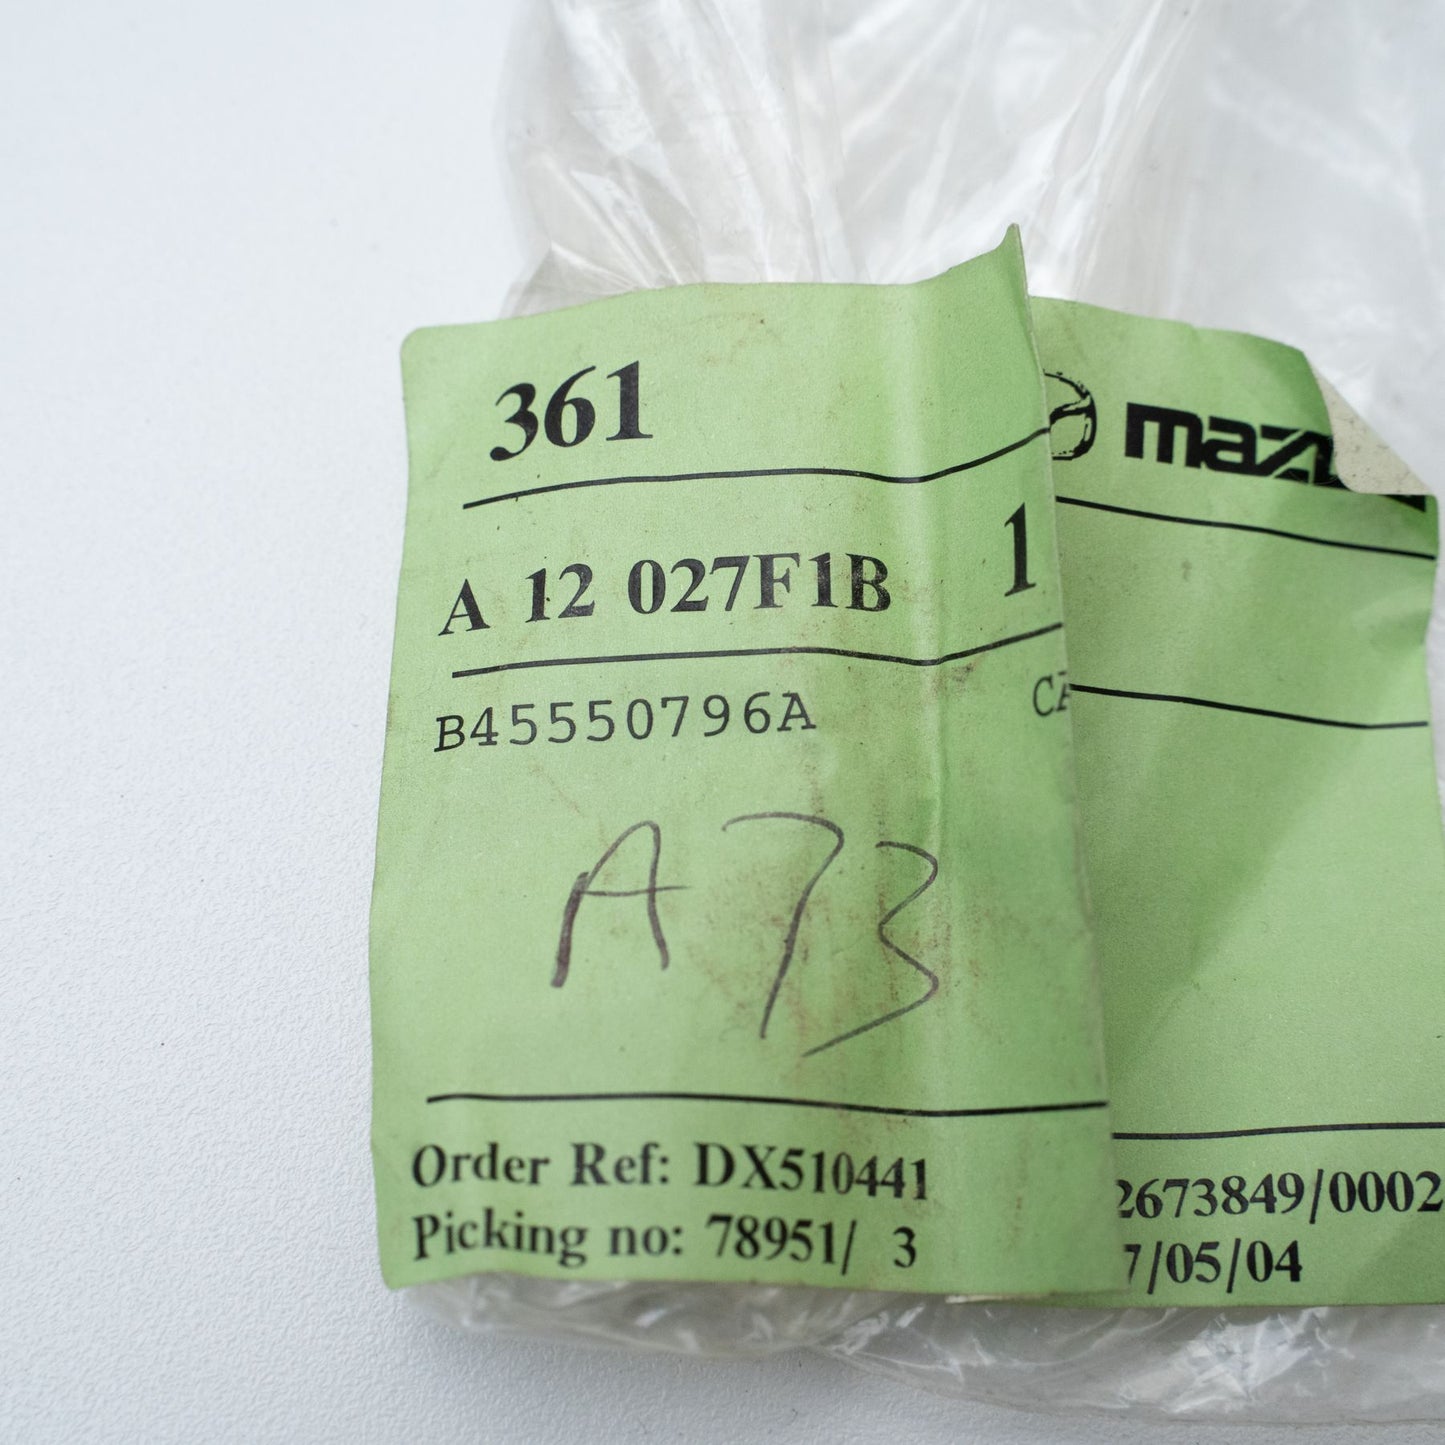 361
mazda
A 12 027F1B 1
B45550796A CA
A73
Order Ref: DX510441 2673849/0002
Picking no: 78951/ 3 7/05/04